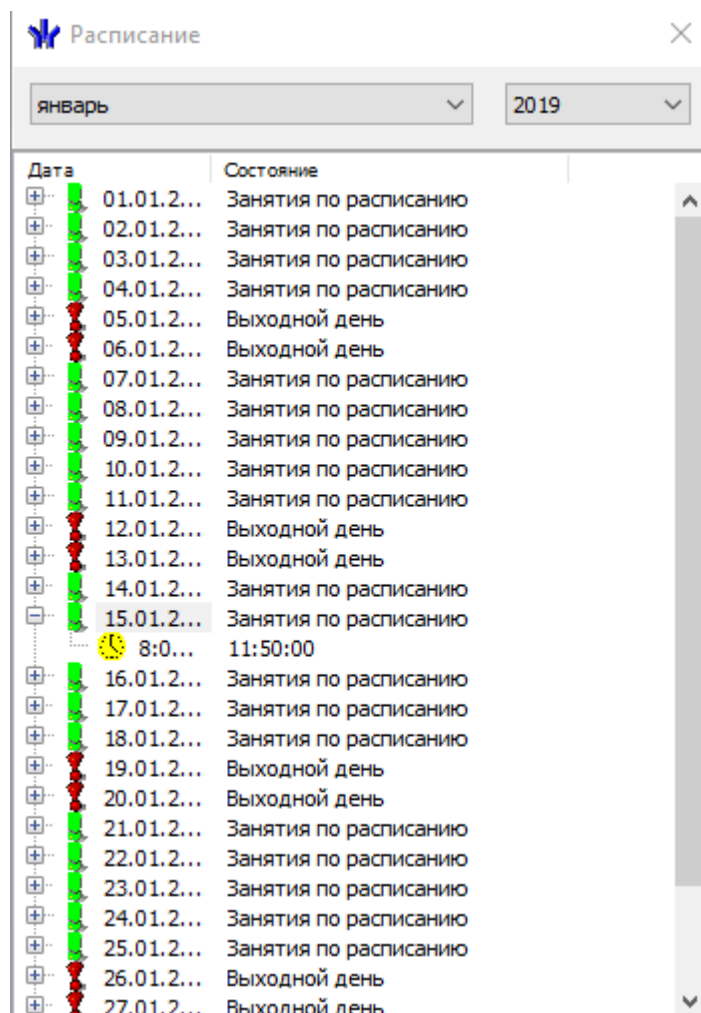 Расписание
январь 2019
Дата Состояние
01.01.2... Занятия по расписанию
02.01.2... Занятия по расписанию
03.01.2... Занятия по расписанию
04.01.2... Занятия по расписанию
05.01.2... Выходной день
06.01.2... Выходной день
07.01.2... Занятия по расписанию
08.01.2... Занятия по расписанию
09.01.2... Занятия по расписанию
10.01.2... Занятия по расписанию
11.01.2... Занятия по расписанию
12.01.2... Выходной день
13.01.2... Выходной день
14.01.2... Занятия по расписанию
15.01.2... Занятия по расписанию
8:0... 11:50:00
16.01.2... Занятия по расписанию
17.01.2... Занятия по расписанию
18.01.2... Занятия по расписанию
19.01.2... Выходной день
20.01.2... Выходной день
21.01.2... Занятия по расписанию
22.01.2... Занятия по расписанию
23.01.2... Занятия по расписанию
24.01.2... Занятия по расписанию
25.01.2... Занятия по расписанию
26.01.2... Выходной день
27.01.2... Выходной день